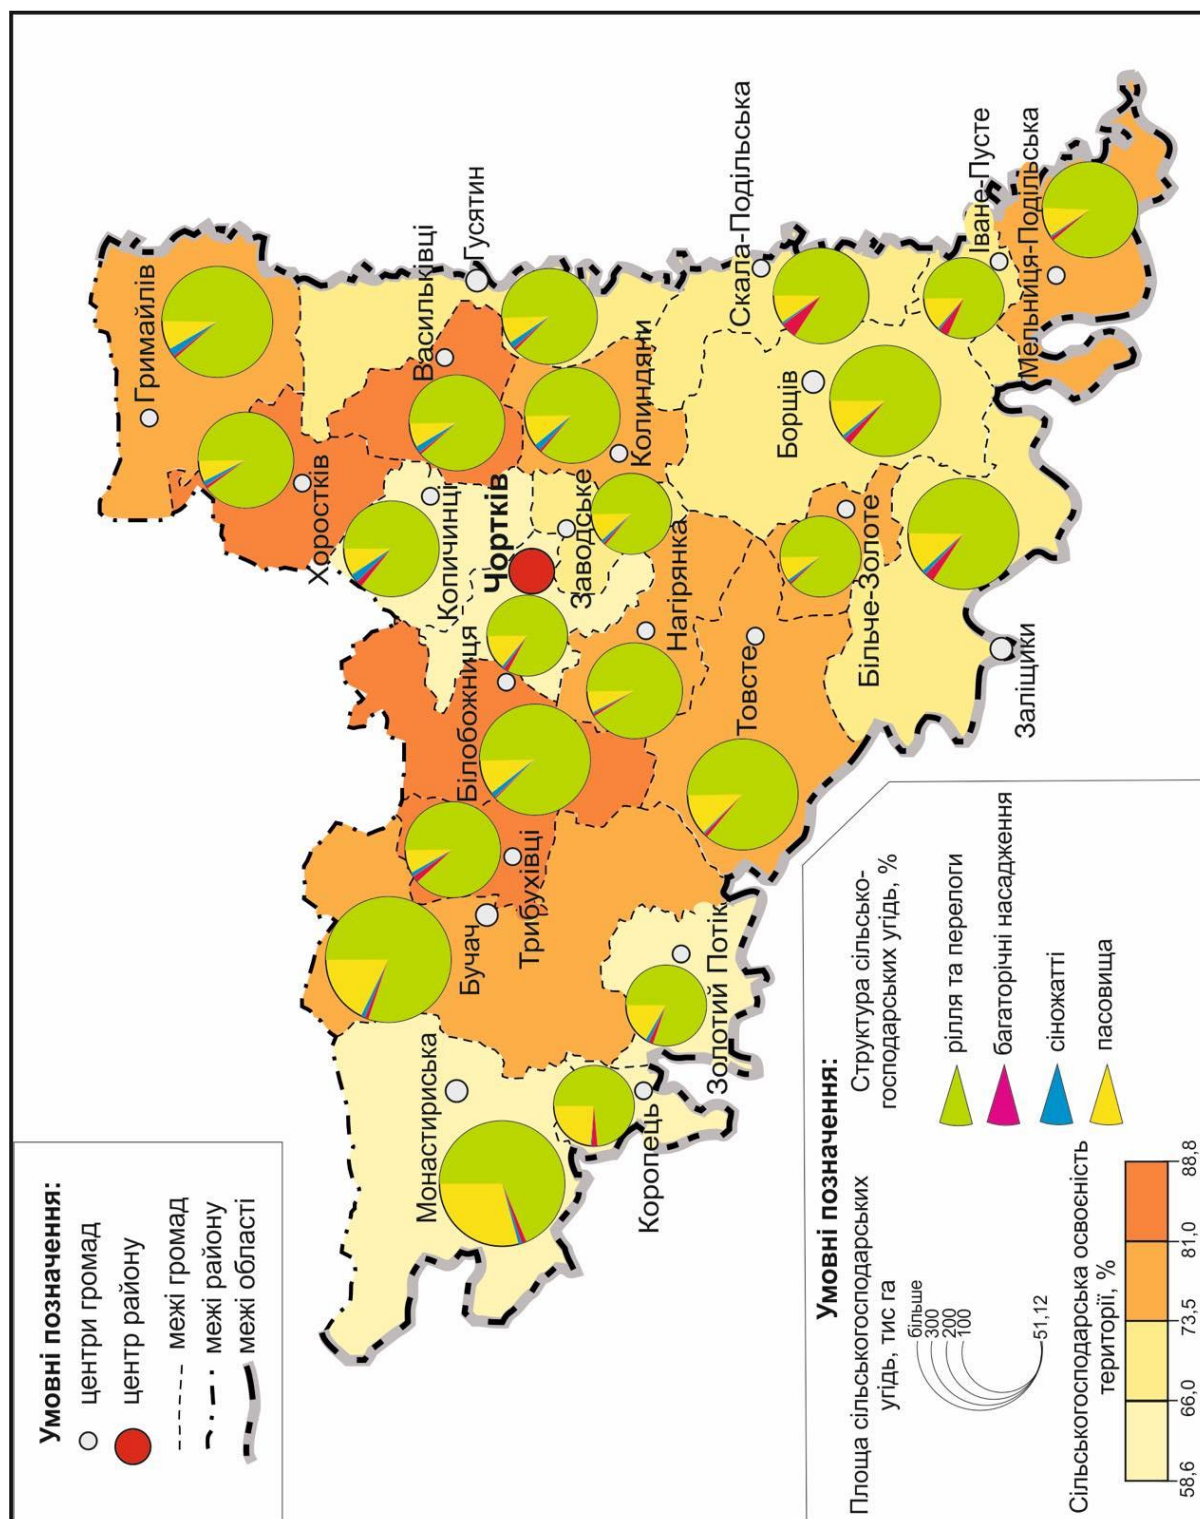 Умовні позначення:
центри громад
центр району
межі громад
межі району
межі області
Гримайлів
Хоростків
Васильківці
Гусятин
Копичинці
Чортків
Колиндяни
Заводське
Білобожниця
Нагірянка
Трибухівці
Бучач
Монастириська
Коропець
Золотий Потік
Товсте
Більче-Золоте
Борщів
Скала-Подільська
Іване-Пусте
Мельниця-Подільська
Заліщики
Умовні позначення:
Площа сільськогосподарських
угідь, тис га
більше
300
200
100
51,12
Структура сільсько-
господарських угідь, %
рілля та перелоги
багаторічні насадження
сіножатті
пасовища
Сільськогосподарська освоєність
території, %
58,6
66,0
73,5
81,0
88,8